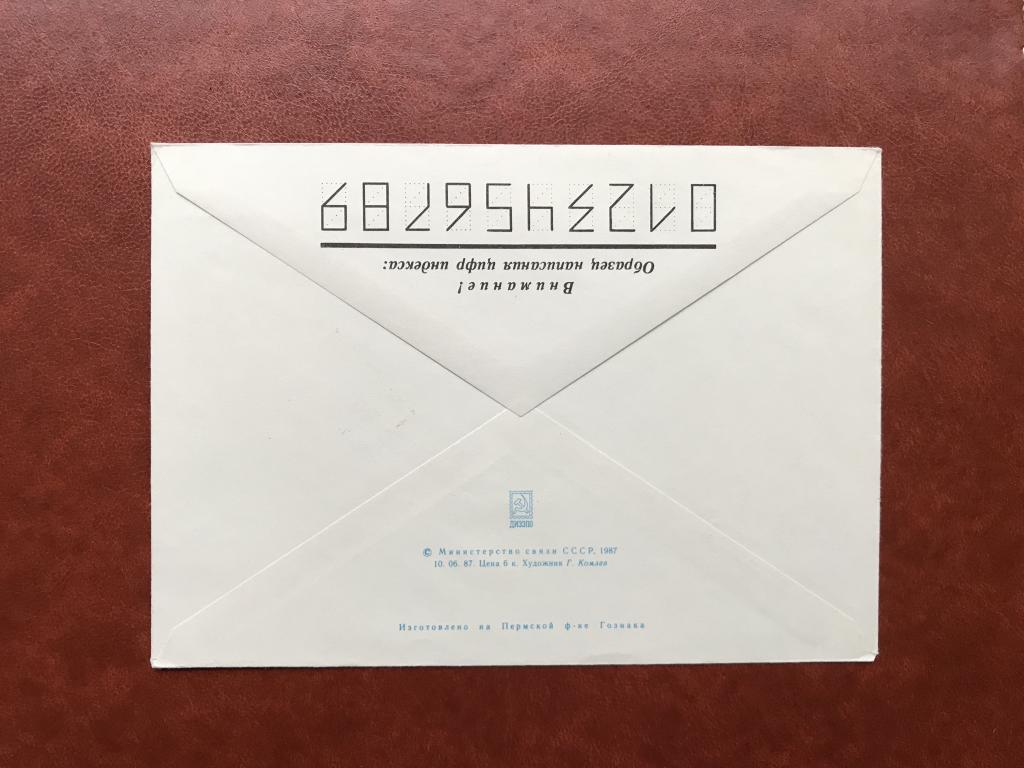 Внимание!
Образец написания цифр индекса:
0123456789
ДИЭЗПО
© Министерство связи СССР, 1987
10. 06. 87. Цена 6 к. Художник Г. Комлев
Изготовлено на Пермской ф-ке Гознака